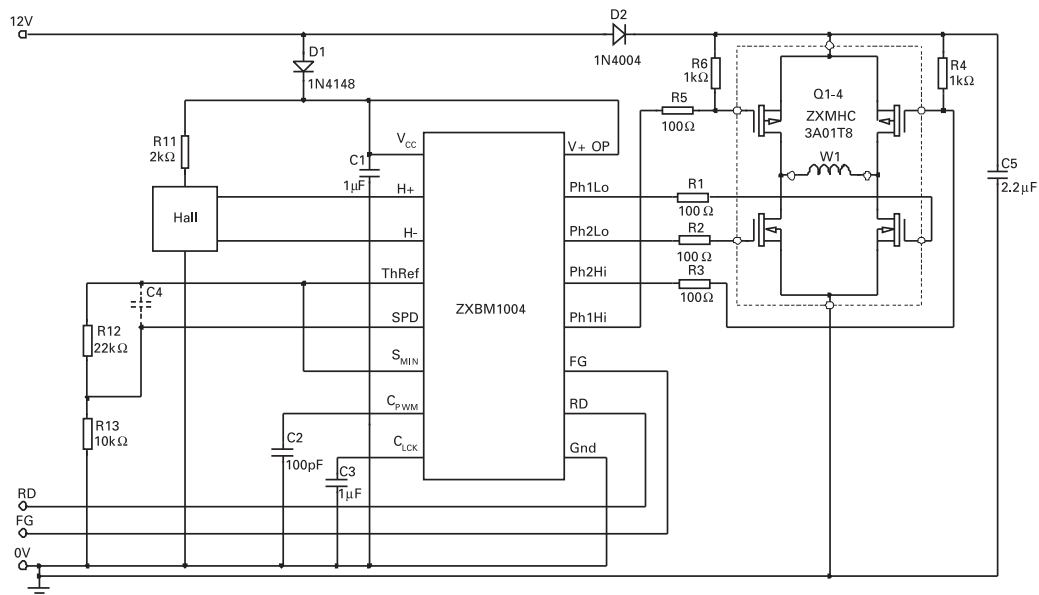 12V
D2
1N4004
D1
1N4148
R6
1kΩ
R4
1kΩ
R5
100Ω
Q1-4
ZXMHC
3A01T8
W1
R11
2kΩ
C1
1μF
C5
2.2μF
Hall
VCC
H+
H-
ThRef
SPD
SMIN
CPWM
CLCK
ZXBM1004
V+ OP
Ph1Lo
Ph2Lo
Ph2Hi
Ph1Hi
FG
RD
Gnd
R1
100Ω
R2
100Ω
R3
100Ω
C4
R12
22kΩ
R13
10kΩ
C2
100pF
C3
1μF
RD
FG
0V